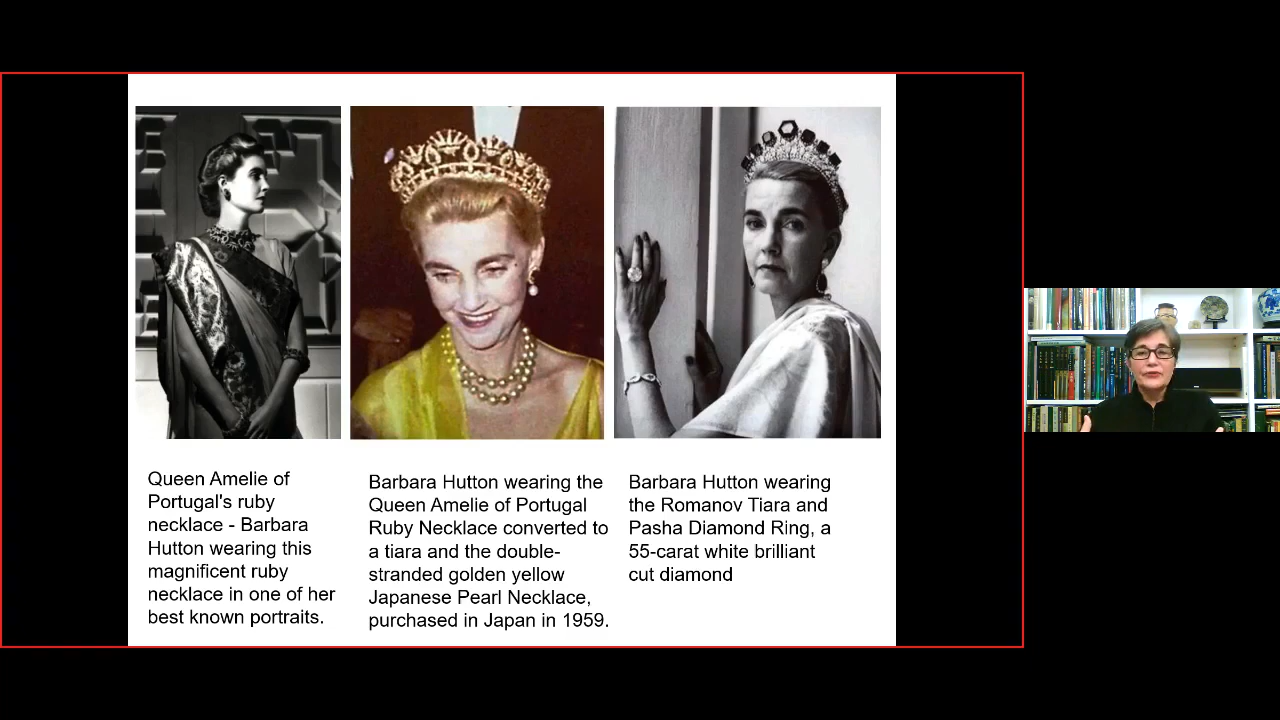 Queen Amelie of
Portugal's ruby
necklace - Barbara
Hutton wearing this
magnificent ruby
necklace in one of her
best known portraits.
Barbara Hutton wearing the
Queen Amelie of Portugal
Ruby Necklace converted to
a tiara and the double-
stranded golden yellow
Japanese Pearl Necklace,
purchased in Japan in 1959.
Barbara Hutton wearing
the Romanov Tiara and
Pasha Diamond Ring, a
55-carat white brilliant
cut diamond